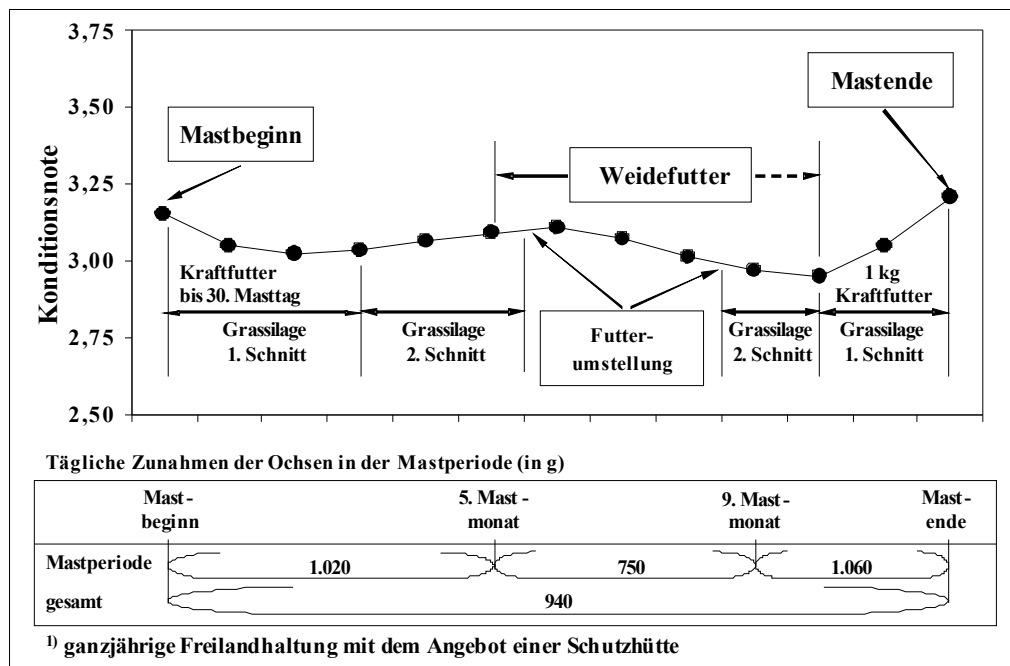 3,75
3,50
3,25
3,00
2,75
2,50
Konditionsnote
Mastbeginn
Mastende
Weidefutter
Kraftfutter
bis 30. Masttag
1 kg
Kraftfutter
Grassilage
1. Schnitt
Grassilage
2. Schnitt
Futter-
umstellung
Grassilage
2. Schnitt
Grassilage
1. Schnitt
Tägliche Zunahmen der Ochsen in der Mastperiode (in g)
Mast-
beginn
5. Mast-
monat
9. Mast-
monat
Mast-
ende
Mastperiode 1.020 750 1.060
gesamt 940
1) ganzjährige Freilandhaltung mit dem Angebot einer Schutzhütte